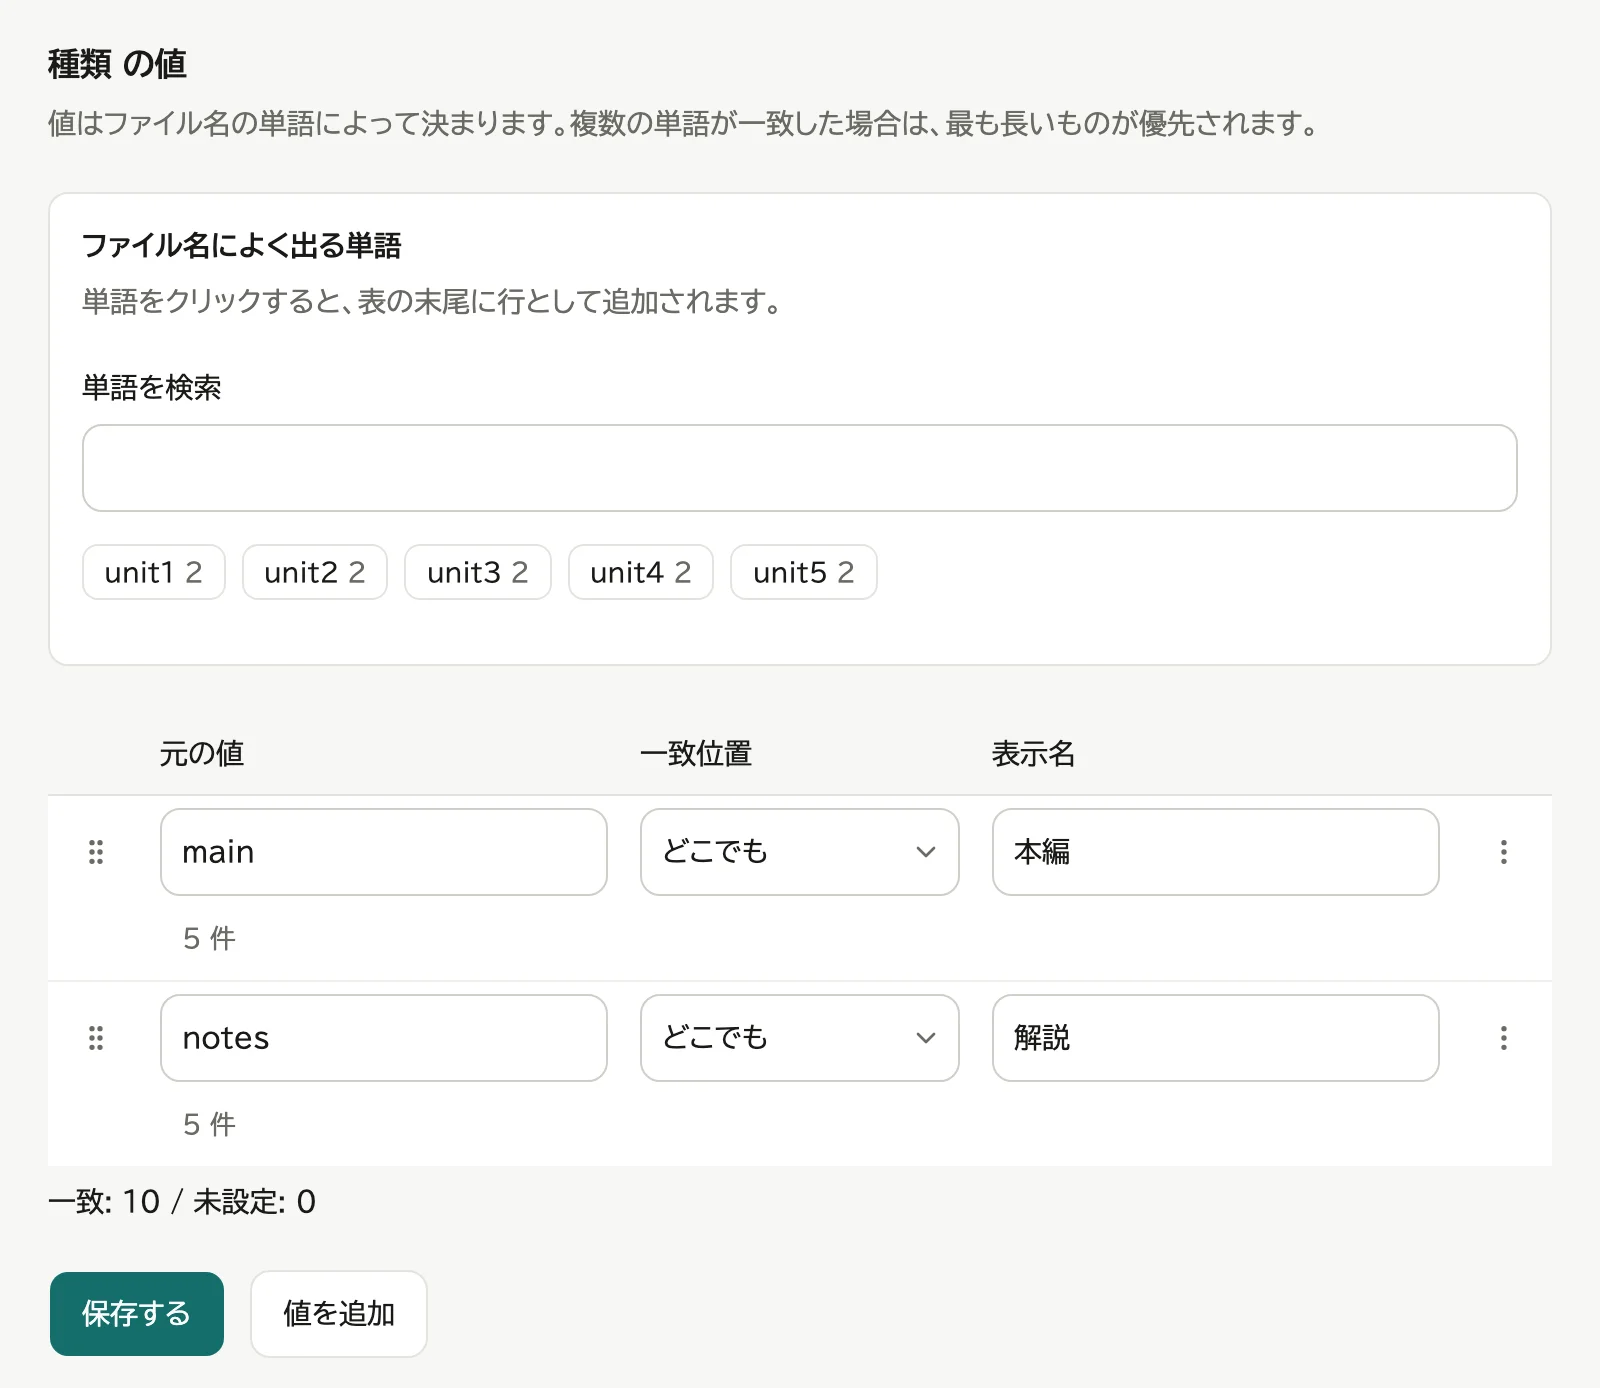 種類 の値
値はファイル名の単語によって決まります。複数の単語が一致した場合は、最も長いものが優先されます。
ファイル名によく出る単語
単語をクリックすると、表の末尾に行として追加されます。
単語を検索
unit1 2 unit2 2 unit3 2 unit4 2 unit5 2
元の値 一致位置 表示名
main どこでも 本編
5 件
notes どこでも 解説
5 件
一致: 10 / 未設定: 0
保存する 値を追加